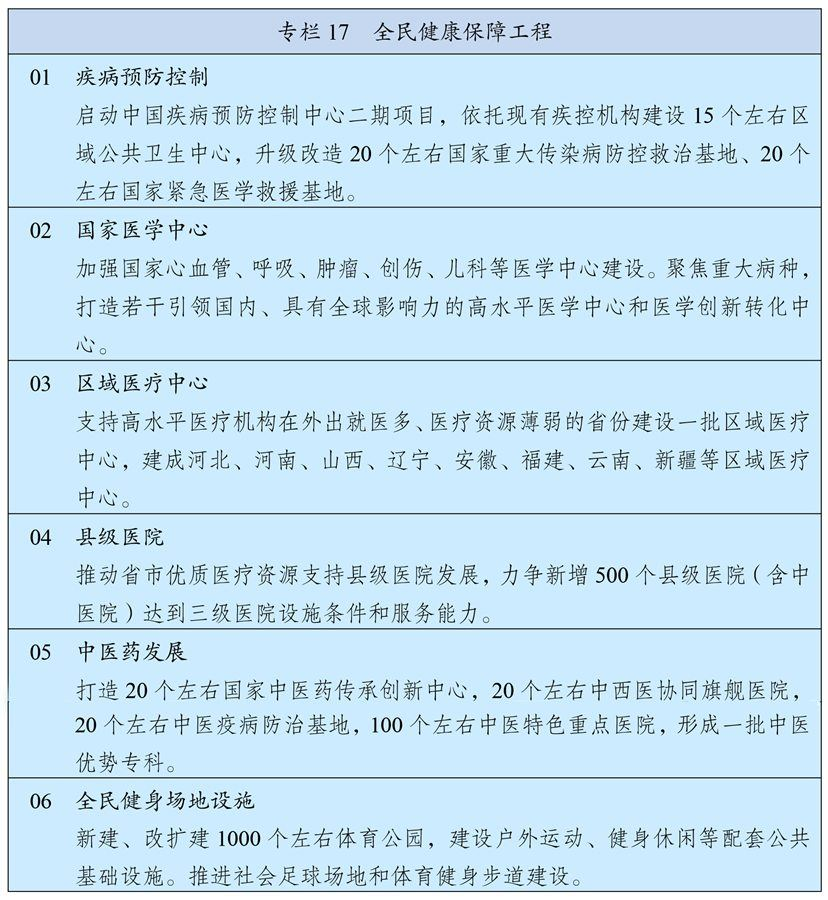 专栏 17 全民健康保障工程
01 疾病预防控制
启动中国疾病预防控制中心二期项目，依托现有疾控机构建设 15 个左右区
域公共卫生中心，升级改造 20 个左右国家重大传染病防控救治基地、20 个
左右国家紧急医学救援基地。
02 国家医学中心
加强国家心血管、呼吸、肿瘤、创伤、儿科等医学中心建设。聚焦重大病种，
打造若干引领国内、具有全球影响力的高水平医学中心和医学创新转化中
心。
03 区域医疗中心
支持高水平医疗机构在外出就医多、医疗资源薄弱的省份建设一批区域医疗
中心，建成河北、河南、山西、辽宁、安徽、福建、云南、新疆等区域医疗
中心。
04 县级医院
推动省市优质医疗资源支持县级医院发展，力争新增 500 个县级医院（含中
医院）达到三级医院设施条件和服务能力。
05 中医药发展
打造 20 个左右国家中医药传承创新中心，20 个左右中西医协同旗舰医院，
20 个左右中医疫病防治基地，100 个左右中医特色重点医院，形成一批中医
优势专科。
06 全民健身场地设施
新建、改扩建 1000 个左右体育公园，建设户外运动、健身休闲等配套公共
基础设施。推进社会足球场地和体育健身步道建设。